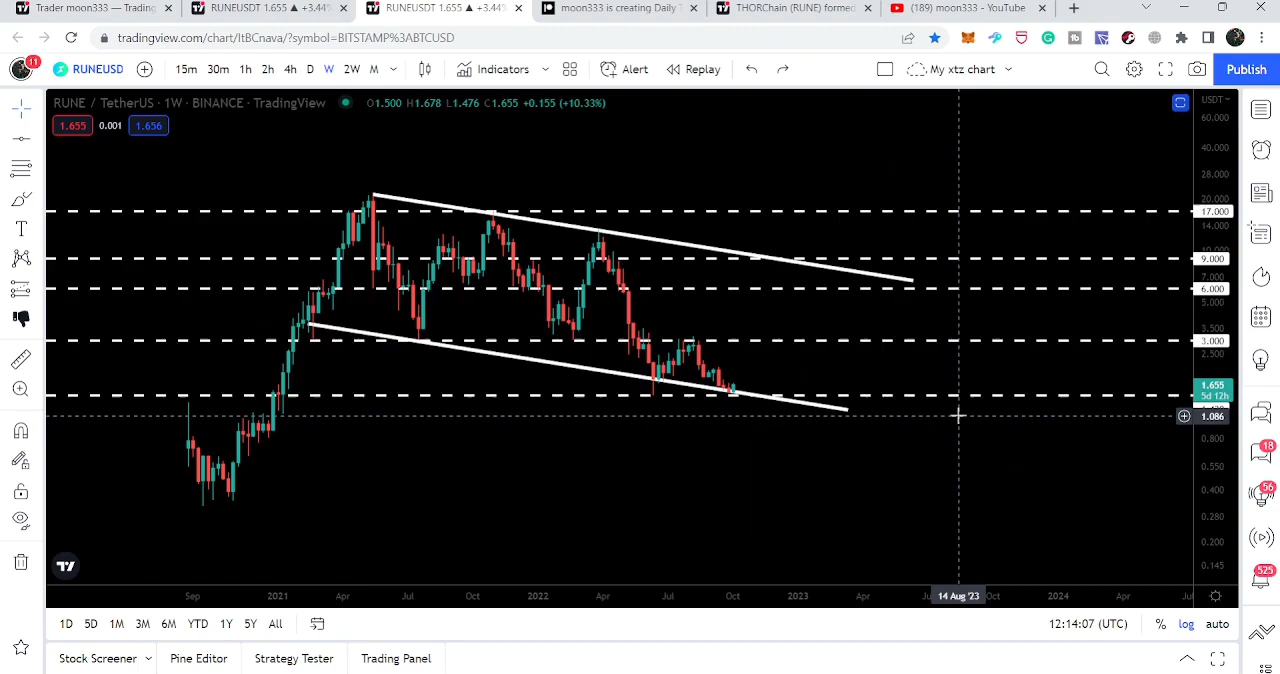 Trader moon333 — Trading
RUNEUSDT 1.655 ▲ +3.44%
RUNEUSDT 1.655 ▲ +3.44%
moon333 is creating Daily T
THORChain (RUNE) formed
(189) moon333 - YouTube
tradingview.com/chart/ItBCnava/?symbol=BITSTAMP%3ABTCUSD
11
RUNEUSD
15m 30m 1h 2h 4h D W 2W M
Indicators
Alert
Replay
My xtz chart
Publish
RUNE / TetherUS · 1W · BINANCE · TradingView
O1.500 H1.678 L1.476 C1.655 +0.155 (+10.33%)
USDT
1.655 0.001 1.656
60.000
40.000
28.000
20.000
17.000
14.000
10.000
9.000
7.000
6.000
5.000
3.500
3.000
2.500
1.655
5d 12h
1.086
0.800
0.550
0.400
0.280
0.200
0.145
18
56
525
Sep 2021 Apr Jul Oct 2022 Apr Jul Oct 2023 Apr 14 Aug '23 Oct 2024 Apr
1D 5D 1M 3M 6M YTD 1Y 5Y All
12:14:07 (UTC) % log auto
Stock Screener Pine Editor Strategy Tester Trading Panel